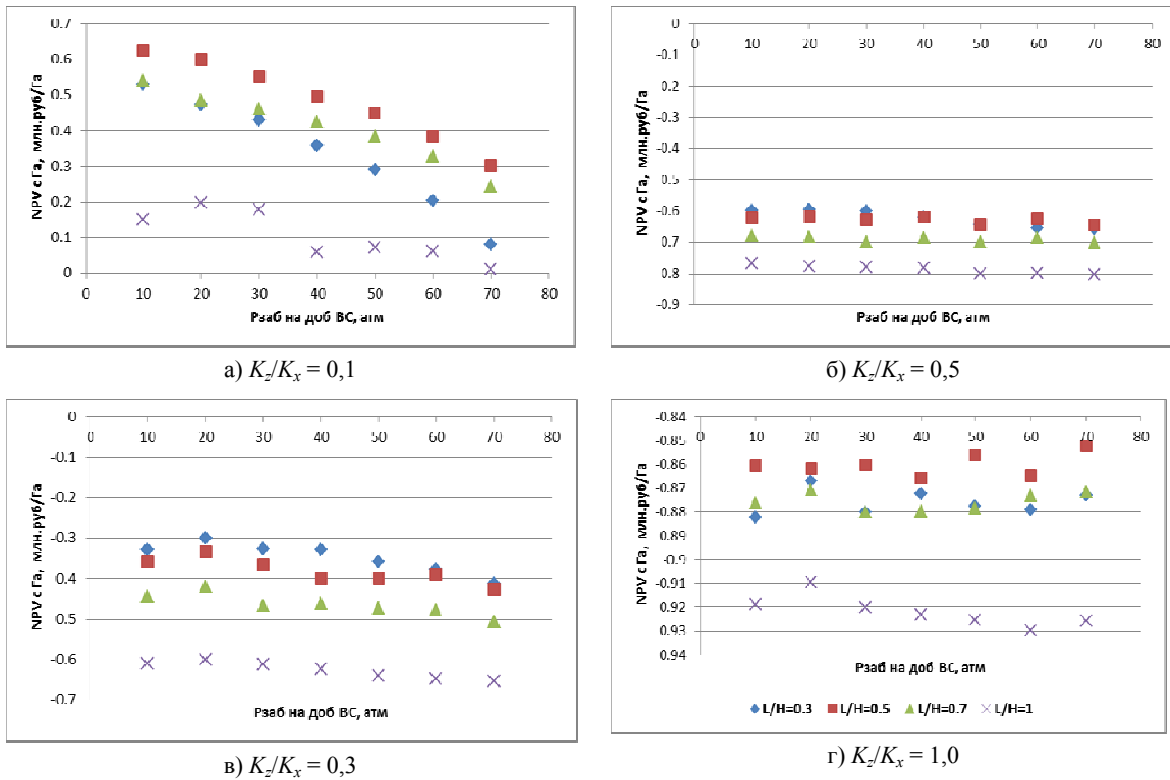 0.7
0.6
0.5
0.4
0.3
0.2
0.1
0
0 10 20 30 40 50 60 70 80
NPV с Га, млн.руб/Га
Рзаб на доб ВС, атм
а) Kz/Kx = 0,1
0
-0.1
-0.2
-0.3
-0.4
-0.5
0.6
0.7
0.8
-0.9
0 10 20 30 40 50 60 70 80
NPV с Га, млн.руб/Га
Рзаб на доб ВС, атм
б) Kz/Kx = 0,5
0
-0.1
-0.2
-0.3
0.4
0.5
-0.6
-0.7
0 10 20 30 40 50 60 70 80
NPV с Га, млн.руб/Га
Рзаб на доб ВС, атм
в) Kz/Kx = 0,3
-0.84
-0.85
-0.86
-0.87
-0.88
-0.89
-0.9
-0.91
0.92
0.93
0.94
0 10 20 30 40 50 60 70 80
NPV с Га, млн.руб/Га
Рзаб на доб ВС, атм
L/H=0.3 L/H=0.5 L/H=0.7 L/H=1
г) Kz/Kx = 1,0